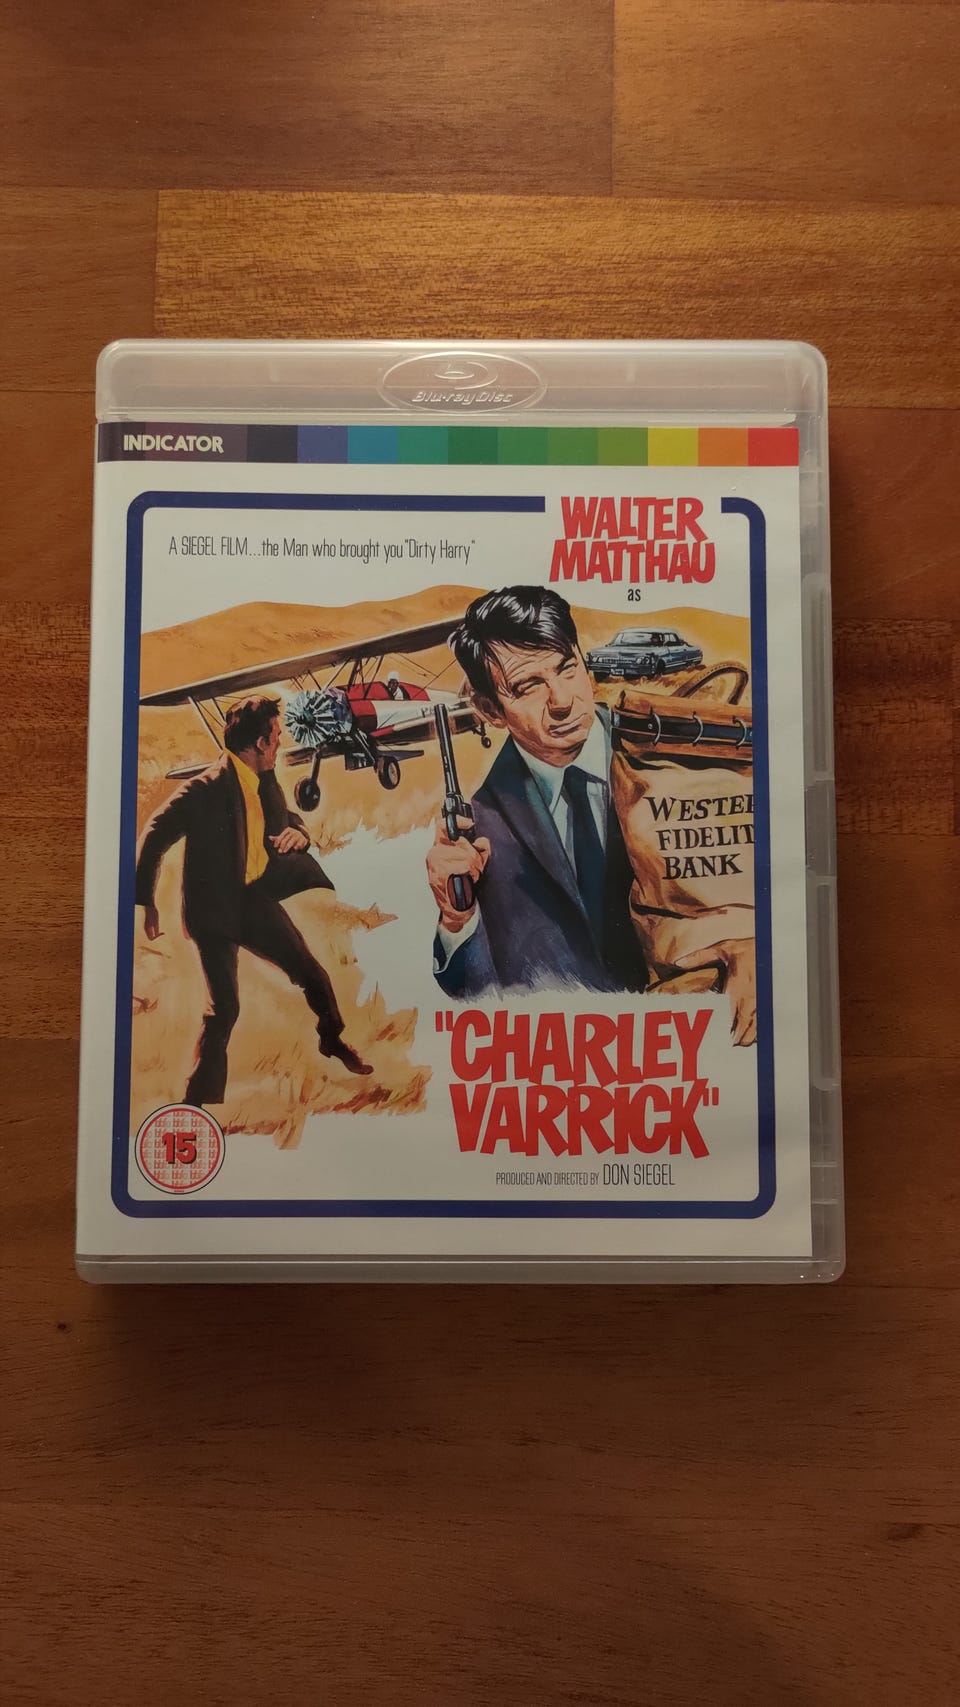 Blu-ray Disc
INDICATOR
A SIEGEL FILM...the Man who brought you "Dirty Harry"
WALTER
MATTHAU
as
WESTE
FIDELIT
BANK
"CHARLEY
VARRICK"
15
PRODUCED AND DIRECTED BY DON SIEGEL